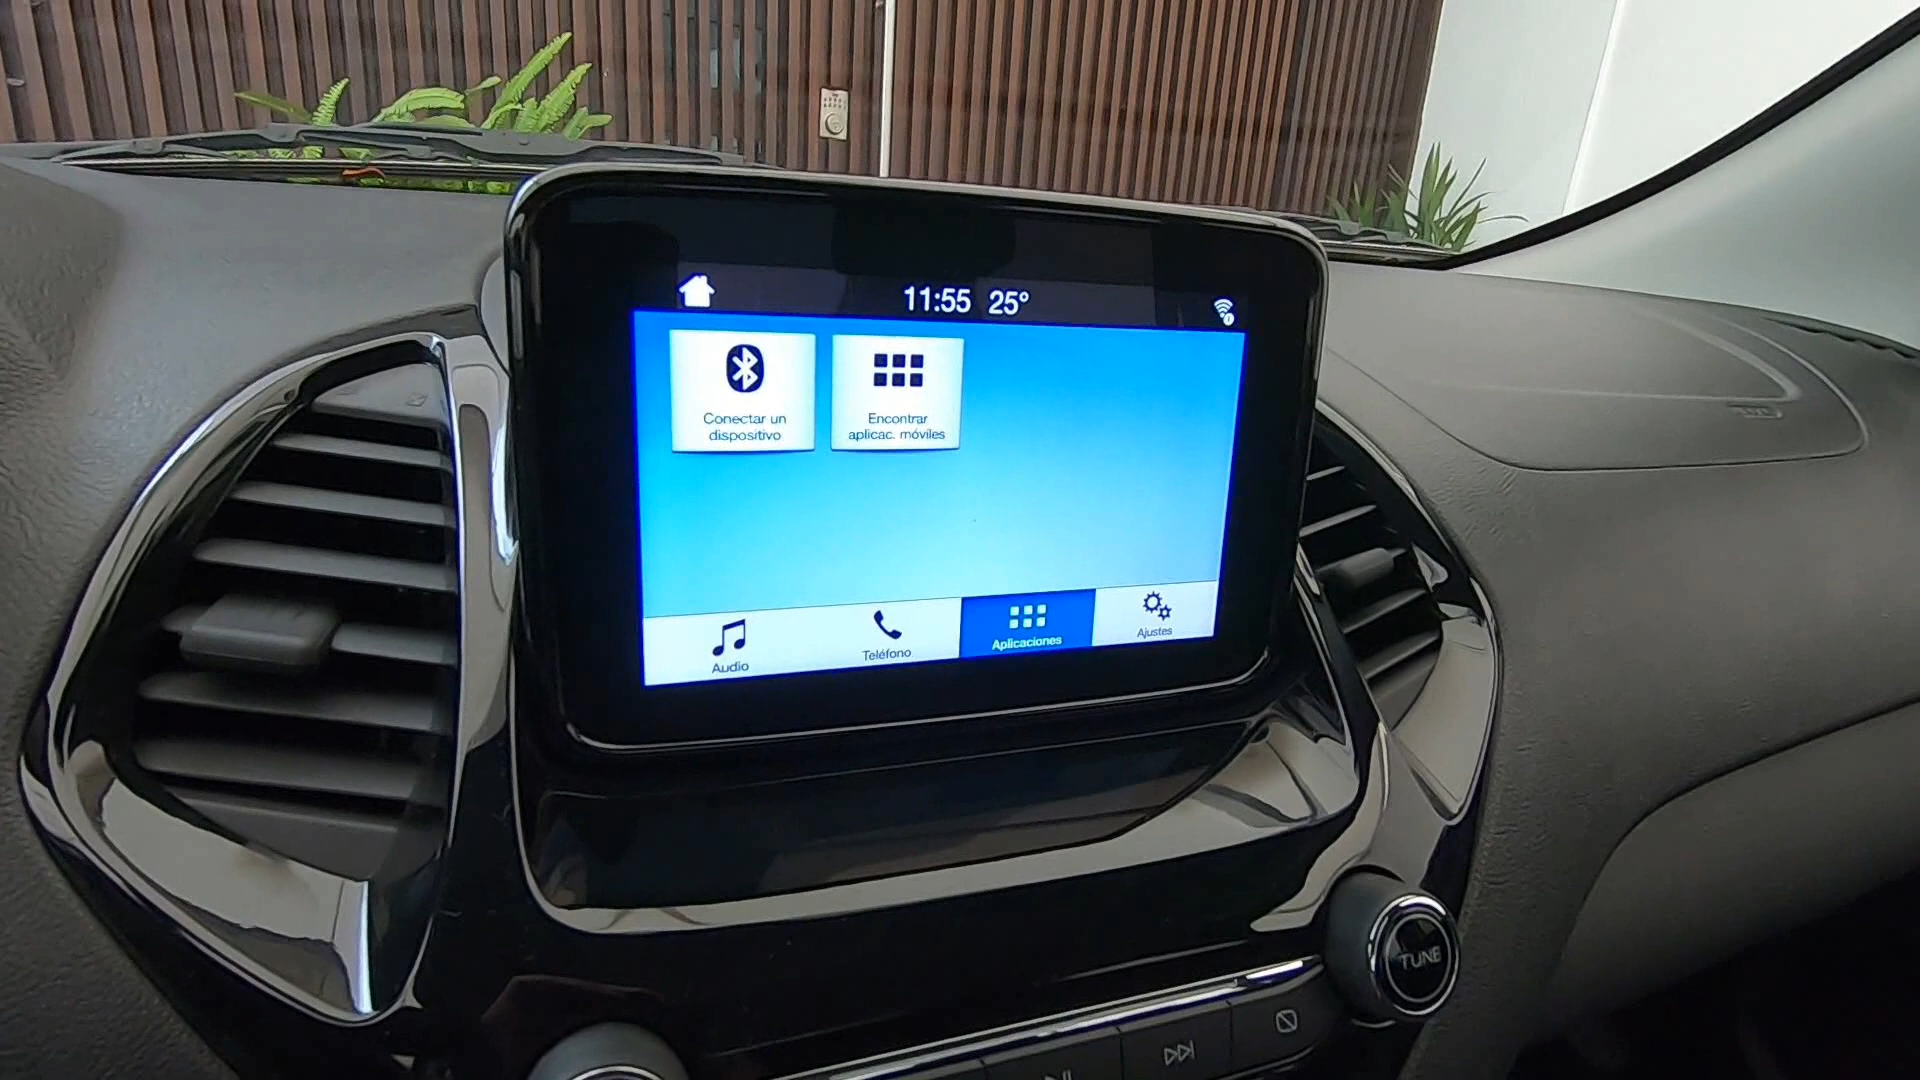 11:55 25°
Conectar un
dispositivo
Encontrar
aplicac. móviles
Audio
Teléfono
Aplicaciones
Ajustes
TUNE